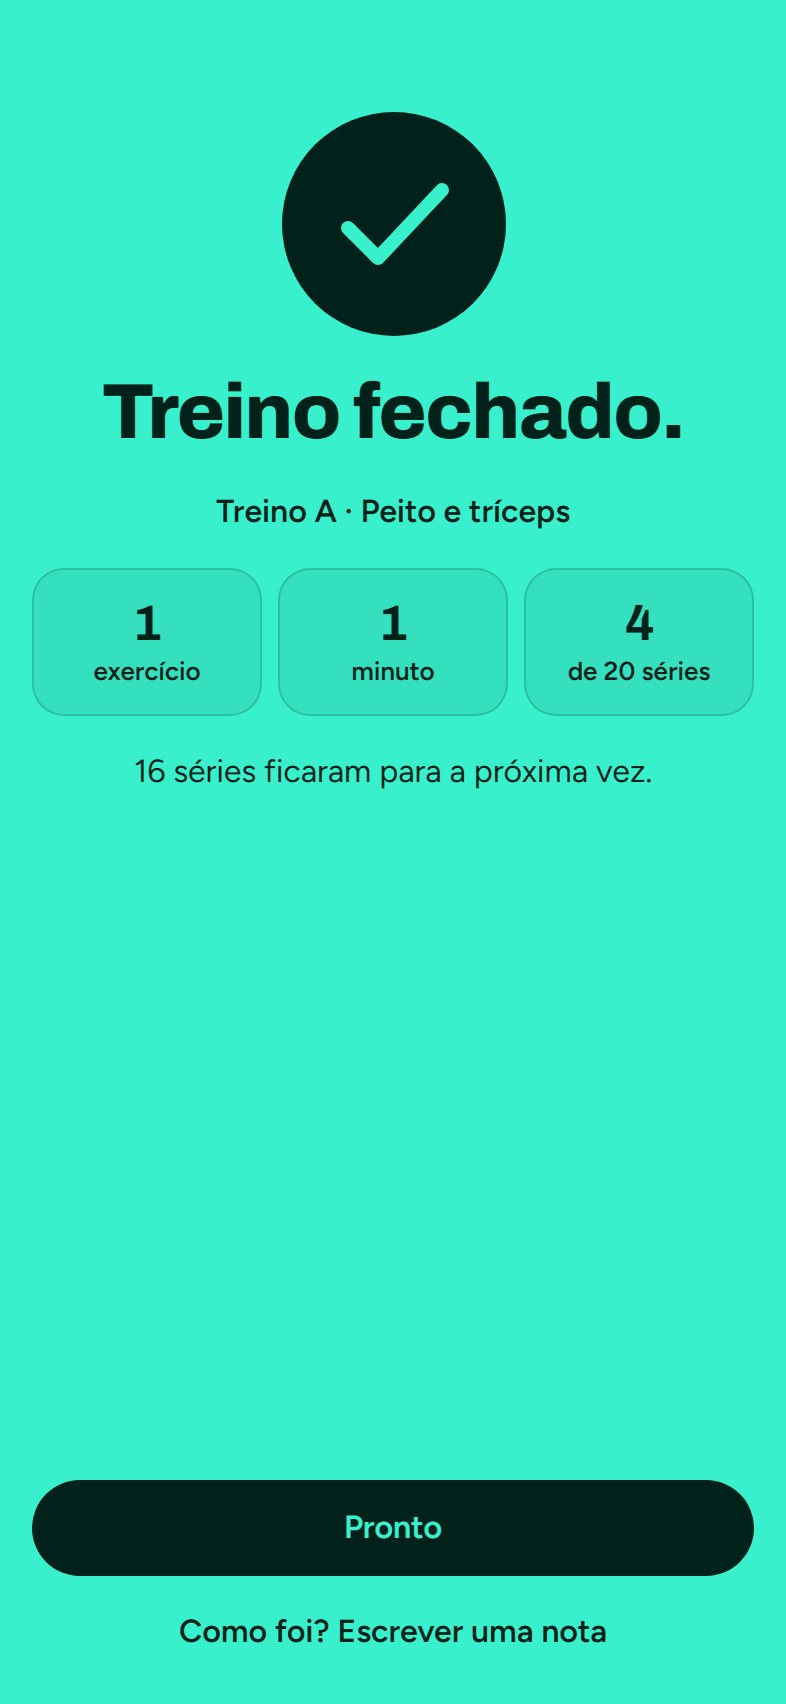 Treino fechado.
Treino A · Peito e tríceps
1
exercício
1
minuto
4
de 20 séries
16 séries ficaram para a próxima vez.
Pronto
Como foi? Escrever uma nota